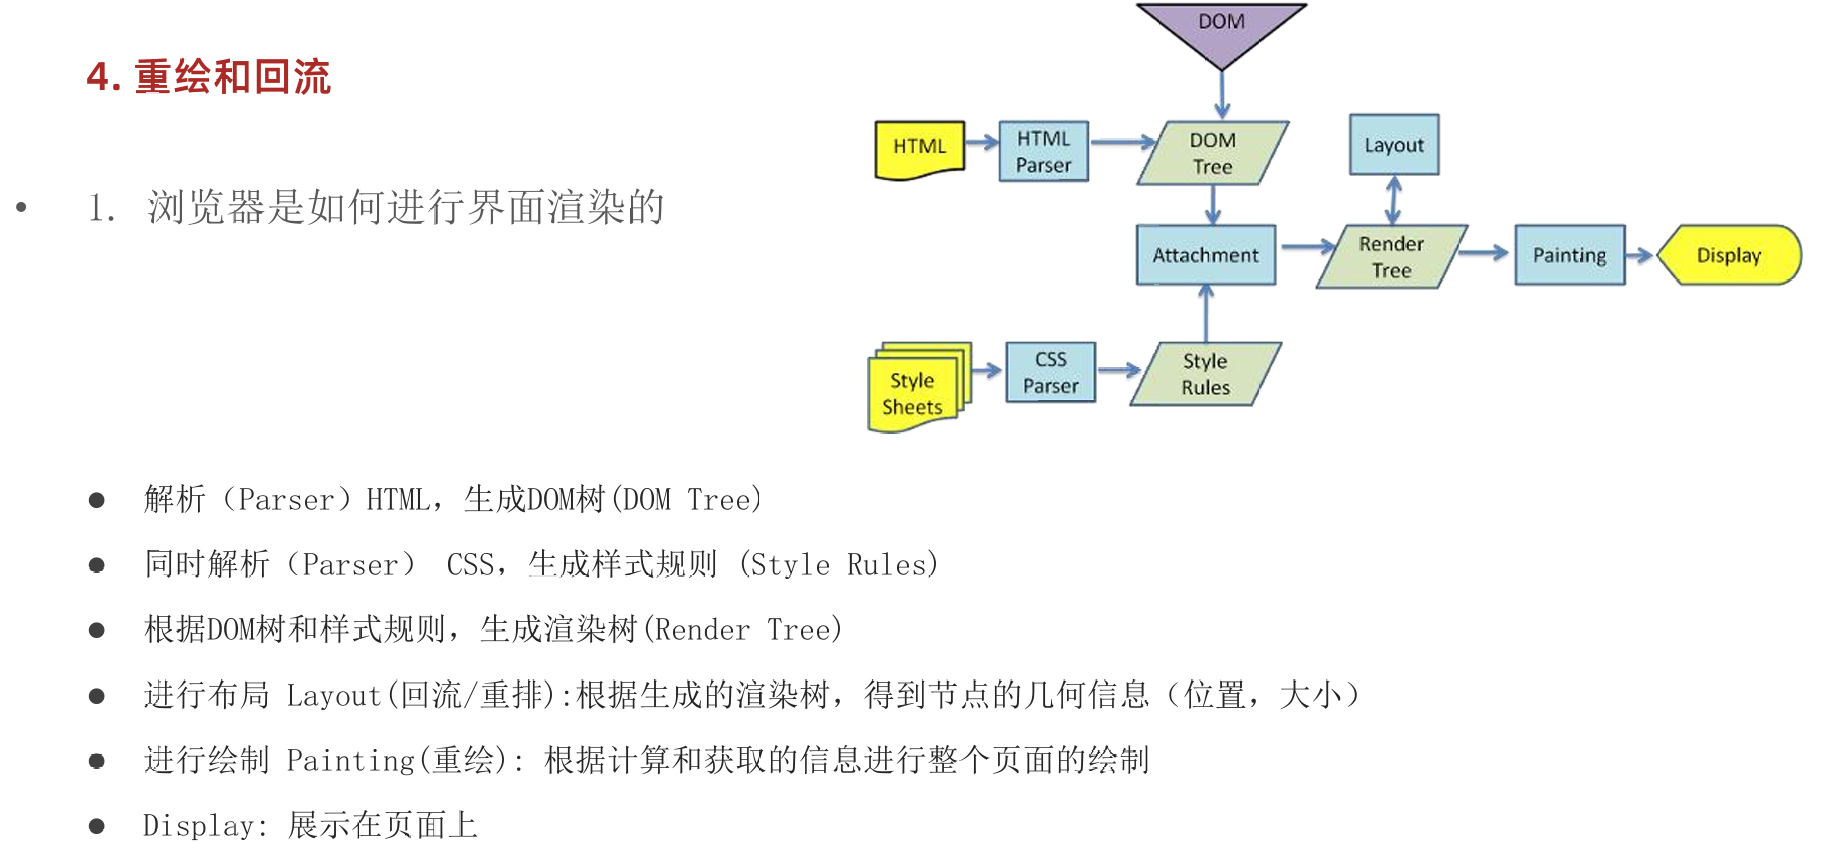 4. 重绘和回流
• 1. 浏览器是如何进行界面渲染的
DOM
HTML
HTML
Parser
DOM
Tree
Layout
Attachment
Render
Tree
Painting
Display
Style
Sheets
CSS
Parser
Style
Rules
● 解析（Parser）HTML，生成DOM树(DOM Tree)
● 同时解析（Parser） CSS，生成样式规则 (Style Rules)
● 根据DOM树和样式规则，生成渲染树(Render Tree)
● 进行布局 Layout(回流/重排):根据生成的渲染树，得到节点的几何信息（位置，大小）
● 进行绘制 Painting(重绘): 根据计算和获取的信息进行整个页面的绘制
● Display: 展示在页面上